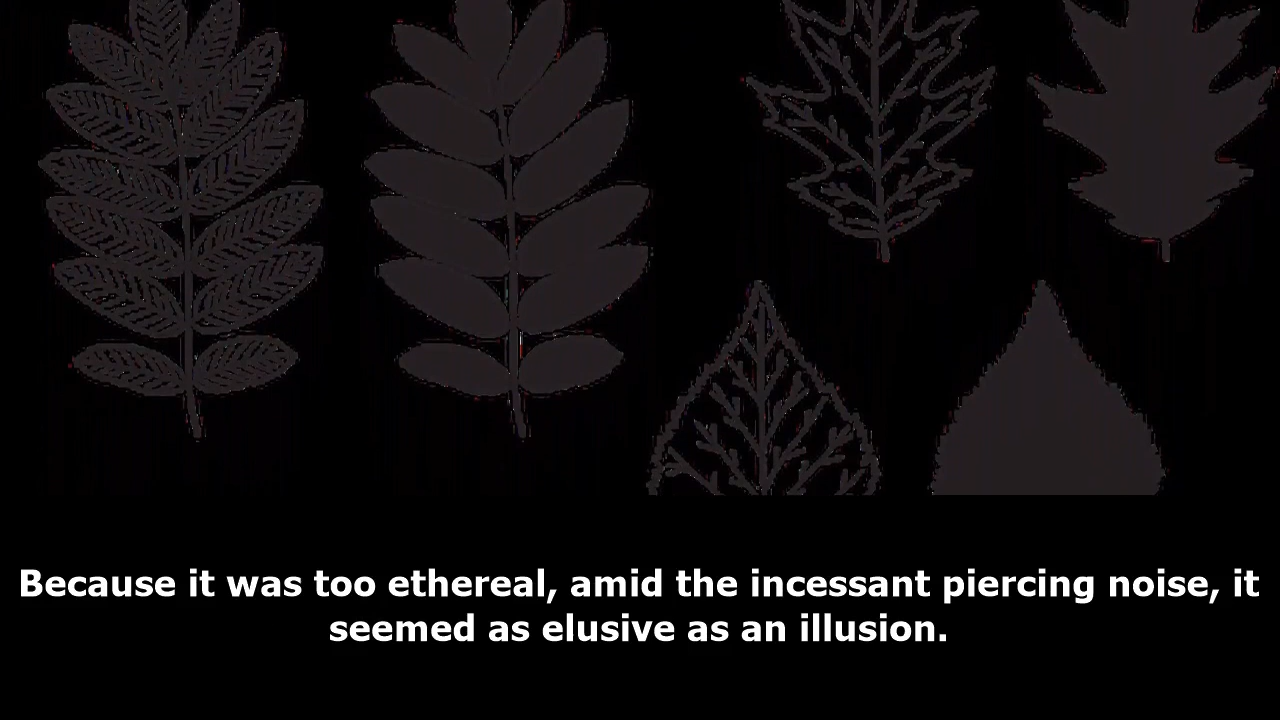 Because it was too ethereal, amid the incessant piercing noise, it
seemed as elusive as an illusion.